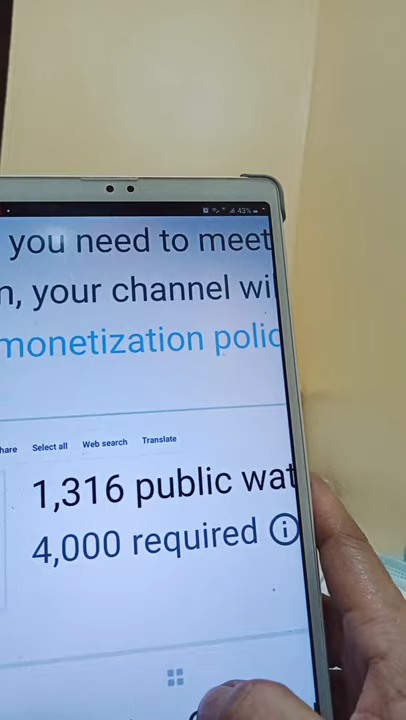 43%
you need to meet
n, your channel wi
monetization polic
hare Select all Web search Translate
1,316 public wat
4,000 required